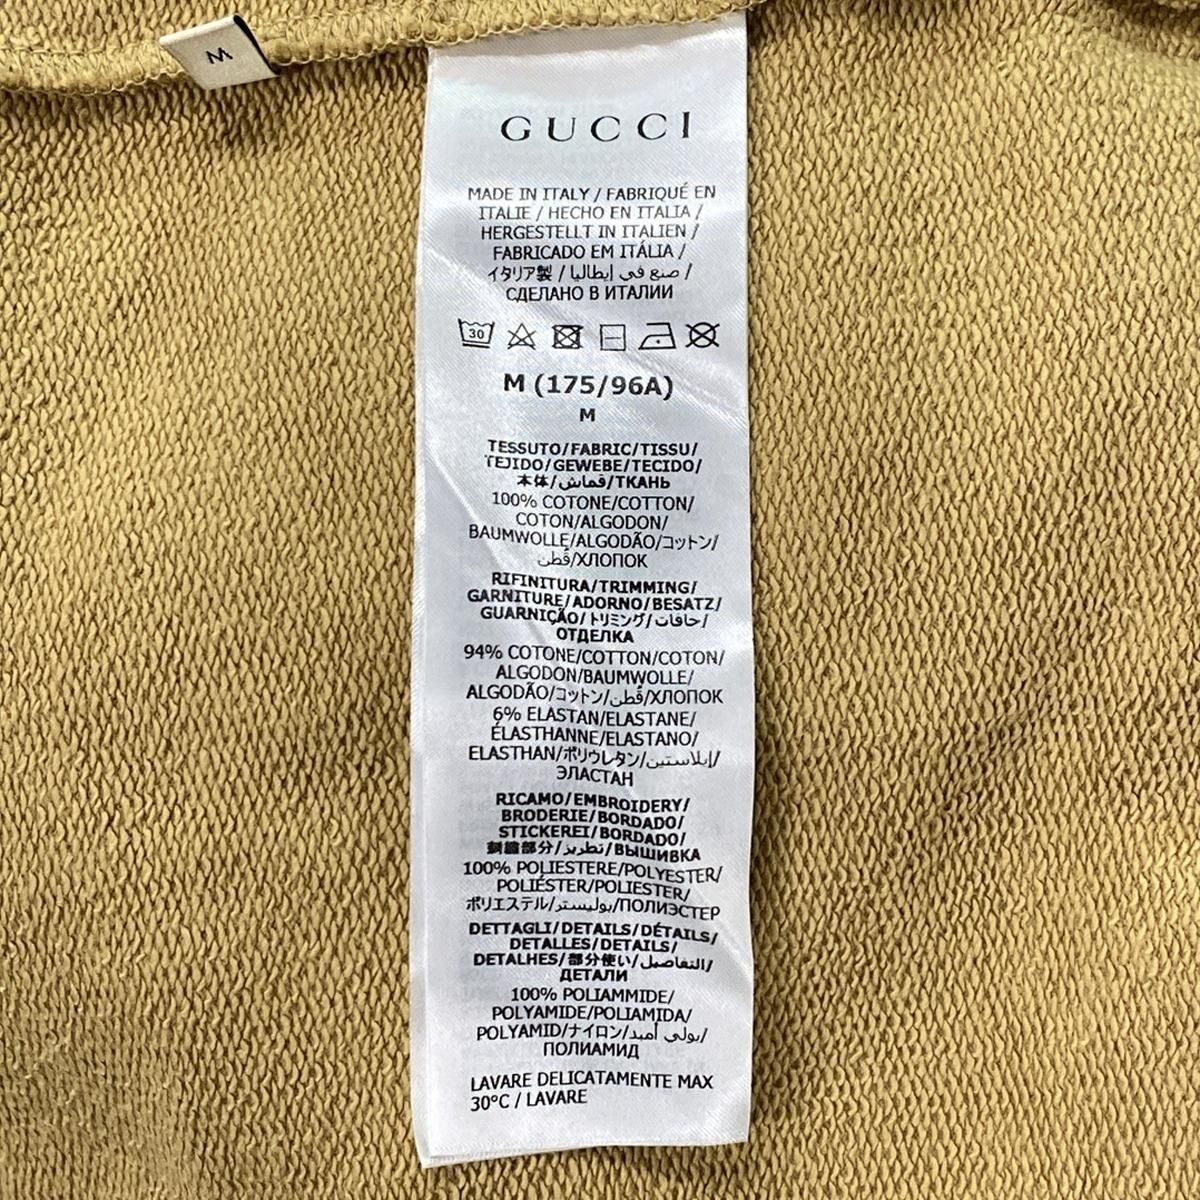 M
GUCCI
MADE IN ITALY / FABRIQUÉ EN
ITALIE / HECHO EN ITALIA /
HERGESTELLT IN ITALIEN /
FABRICADO EM ITÁLIA /
イタリア製 / صنع في إيطاليا /
СДЕЛАНО В ИТАЛИИ
30
M (175/96A)
M
TESSUTO/FABRIC/TISSU/
TEJIDO/GEWEBE/TECIDO/
本体/قماش/ТКАНЬ
100% COTONE/COTTON/
COTON/ALGODON/
BAUMWOLLE/ALGODÃO/コットン/
قُطن/ХЛОПОК
RIFINITURA/TRIMMING/
GARNITURE/ADORNO/BESATZ/
GUARNIÇÃO/トリミング/حافات/
ОТДЕЛКА
94% COTONE/COTTON/COTON/
ALGODON/BAUMWOLLE/
ALGODÃO/コットン/قُطن/ХЛОПОК
6% ELASTAN/ELASTANE/
ÉLASTHANNE/ELASTANO/
ELASTHAN/ポリウレタン/إيلاستين/
ЭЛАСТАН
RICAMO/EMBROIDERY/
BRODERIE/BORDADO/
STICKEREI/BORDADO/
刺繍部分/تطريز/ВЫШИВКА
100% POLIESTERE/POLYESTER/
POLIÉSTER/POLIESTER/
ポリエステル/بوليستر/ПОЛИЭСТЕР
DETTAGLI/DETAILS/DÉTAILS/
DETALLES/DETAILS/
DETALHES/部分使い/التفاصيل/
ДЕТАЛИ
100% POLIAMMIDE/
POLYAMIDE/POLIAMIDA/
POLYAMID/ナイロン/بولي أميد/
ПОЛИАМИД
LAVARE DELICATAMENTE MAX
30°C / LAVARE